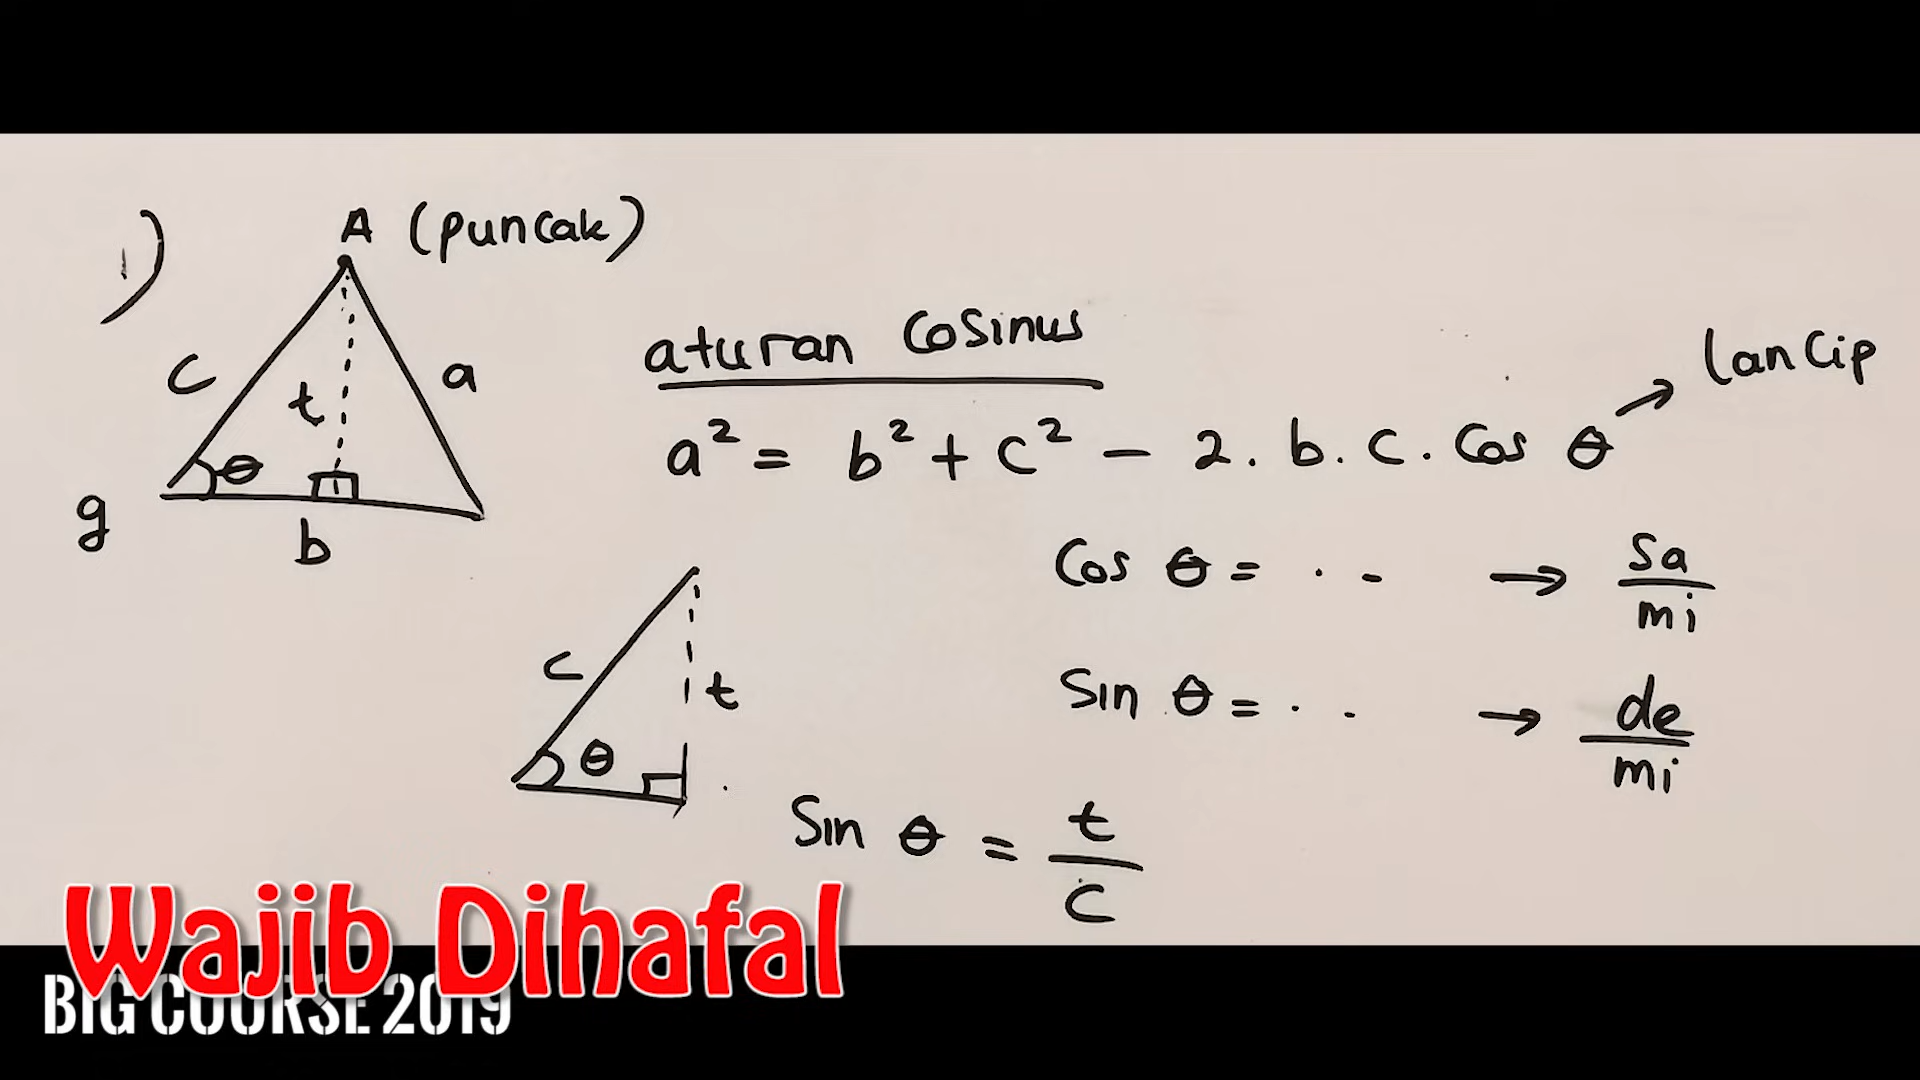 1)
A (puncak)
c
t
a
θ
g
b
aturan cosinus
a² = b² + c² - 2 . b . c . cos θ → lancip
cos θ = . . → sa/mi
sin θ = . . → de/mi
c
t
θ
sin θ = t/c
Wajib Dihafal
BIG COURSE 2019